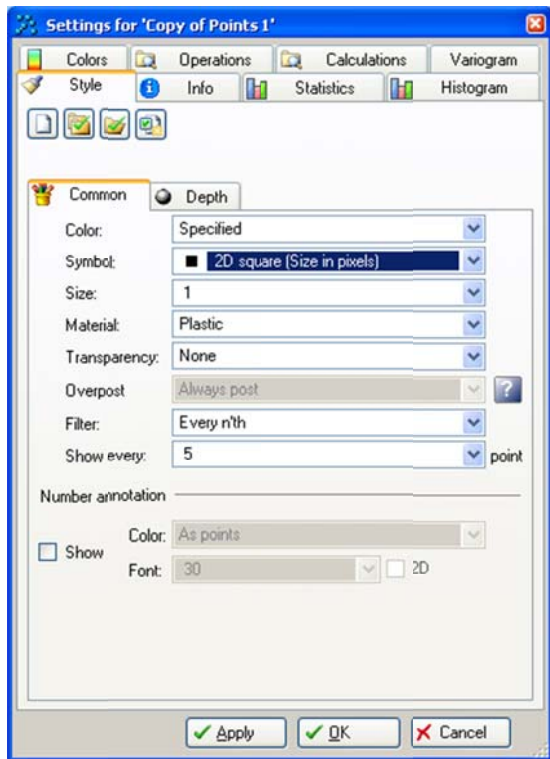 Settings for 'Copy of Points 1'
Colors Operations Calculations Variogram
Style Info Statistics Histogram
Common Depth
Color: Specified
Symbol: 2D square (Size in pixels)
Size: 1
Material: Plastic
Transparency: None
Overpost Always post ?
Filter: Every n'th
Show every: 5 point
Number annotation
Show Color: As points
Font: 30 2D
Apply OK Cancel